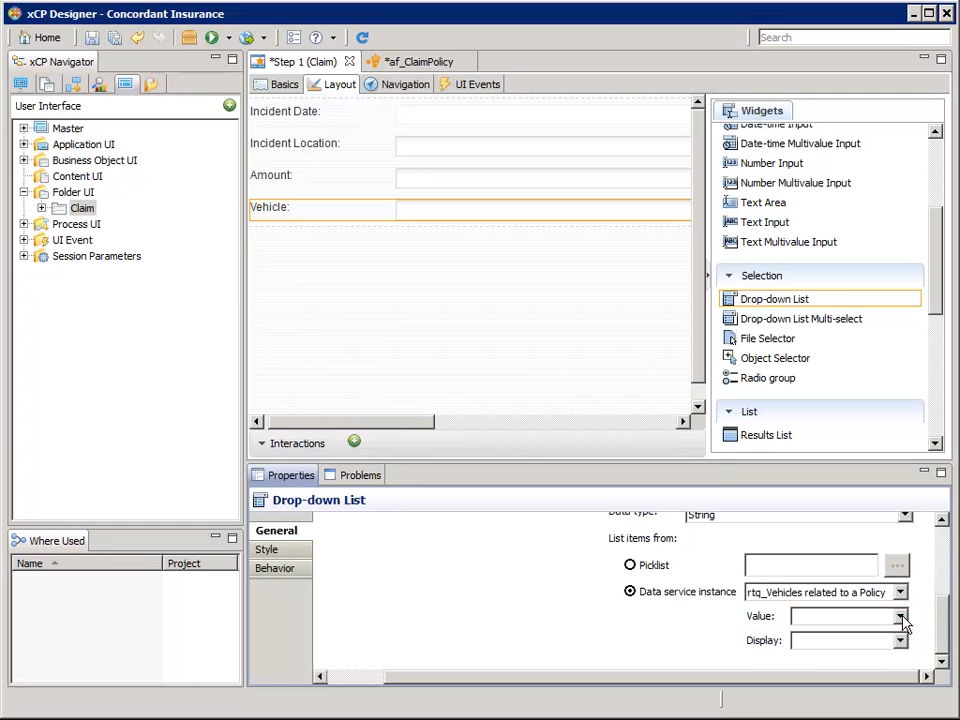 xCP Designer - Concordant Insurance
Home
Search
xCP Navigator
*Step 1 (Claim)
*af_ClaimPolicy
Basics
Layout
Navigation
UI Events
User Interface
Master
Application UI
Business Object UI
Content UI
Folder UI
Claim
Process UI
UI Event
Session Parameters
Incident Date:
Incident Location:
Amount:
Vehicle:
Interactions
Widgets
Date-time Input
Date-time Multivalue Input
Number Input
Number Multivalue Input
Text Area
Text Input
Text Multivalue Input
Selection
Drop-down List
Drop-down List Multi-select
File Selector
Object Selector
Radio group
List
Results List
Where Used
Name
Project
Properties
Problems
Drop-down List
General
Style
Behavior
Data type:
String
List items from:
Picklist
...
Data service instance
rtq_Vehicles related to a Policy
Value:
Display: